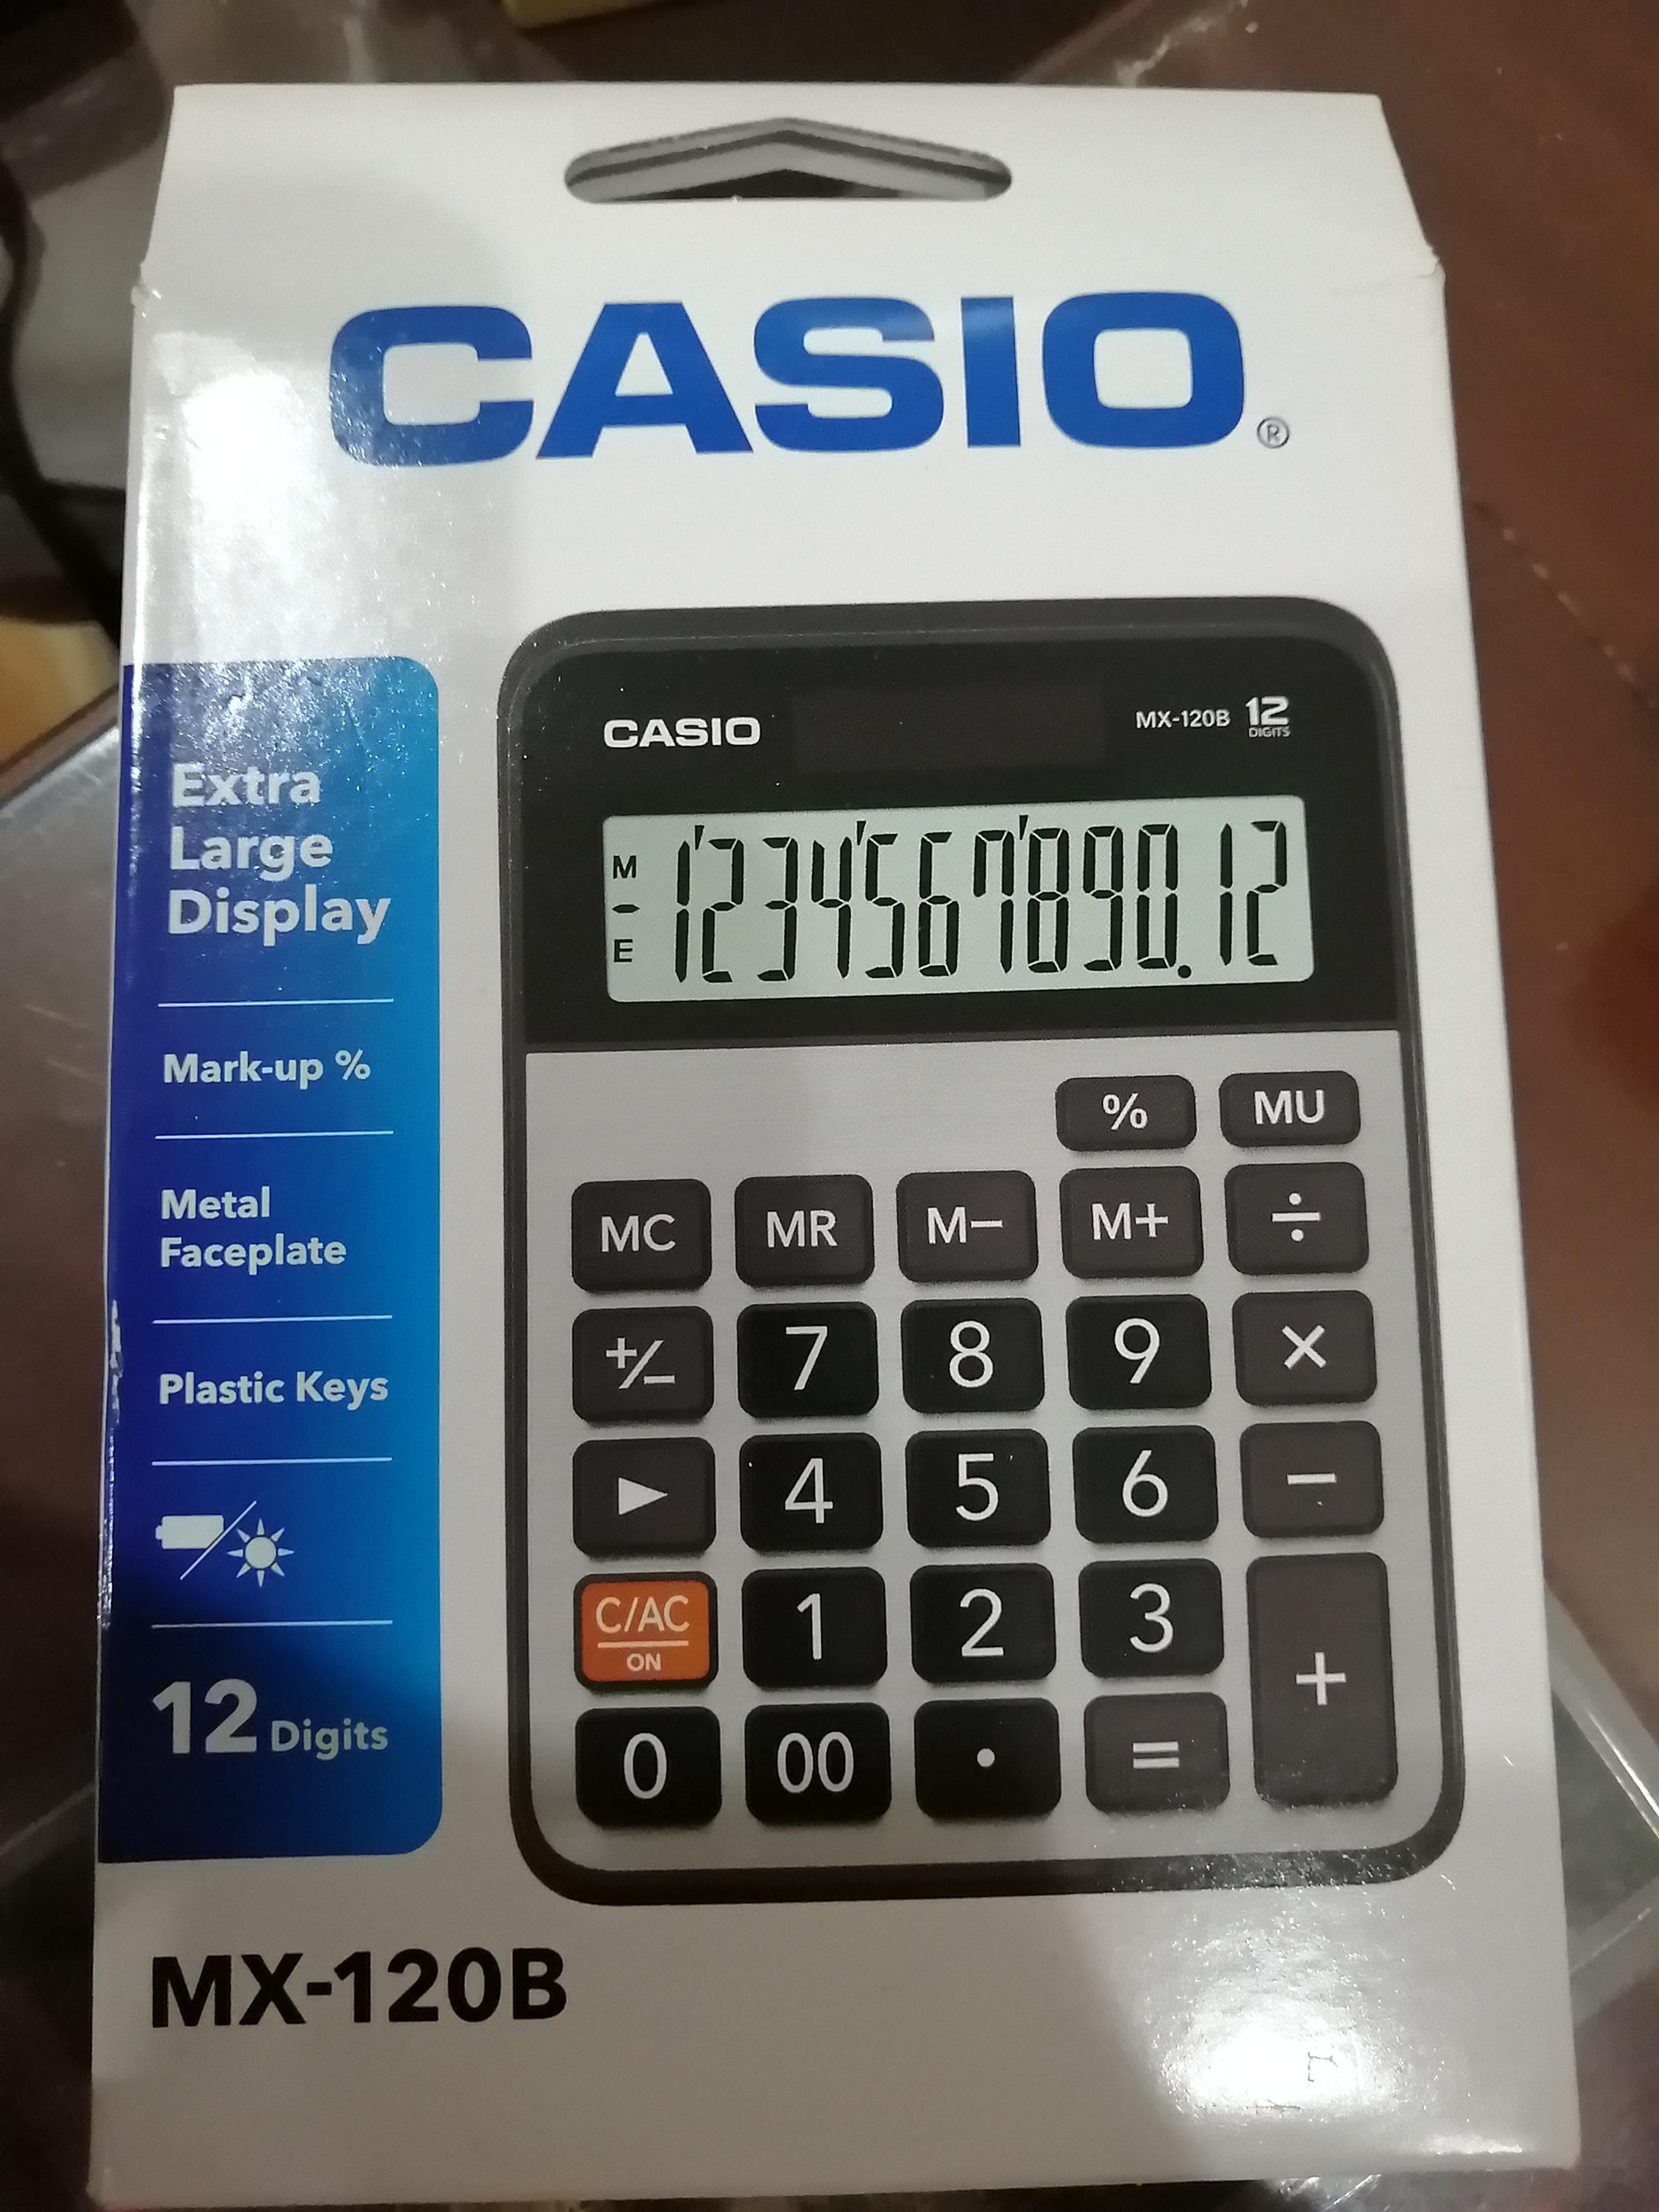 CASIO®
Extra
Large
Display
Mark-up %
Metal
Faceplate
Plastic Keys
12 Digits
CASIO
MX-120B 12
DIGITS
M
-
E
1'234'567'890.12
% MU
MC MR M− M+ ÷
+/− 7 8 9 ×
▶ 4 5 6 −
C/AC
ON
1 2 3
+
0 00 · =
MX-120B